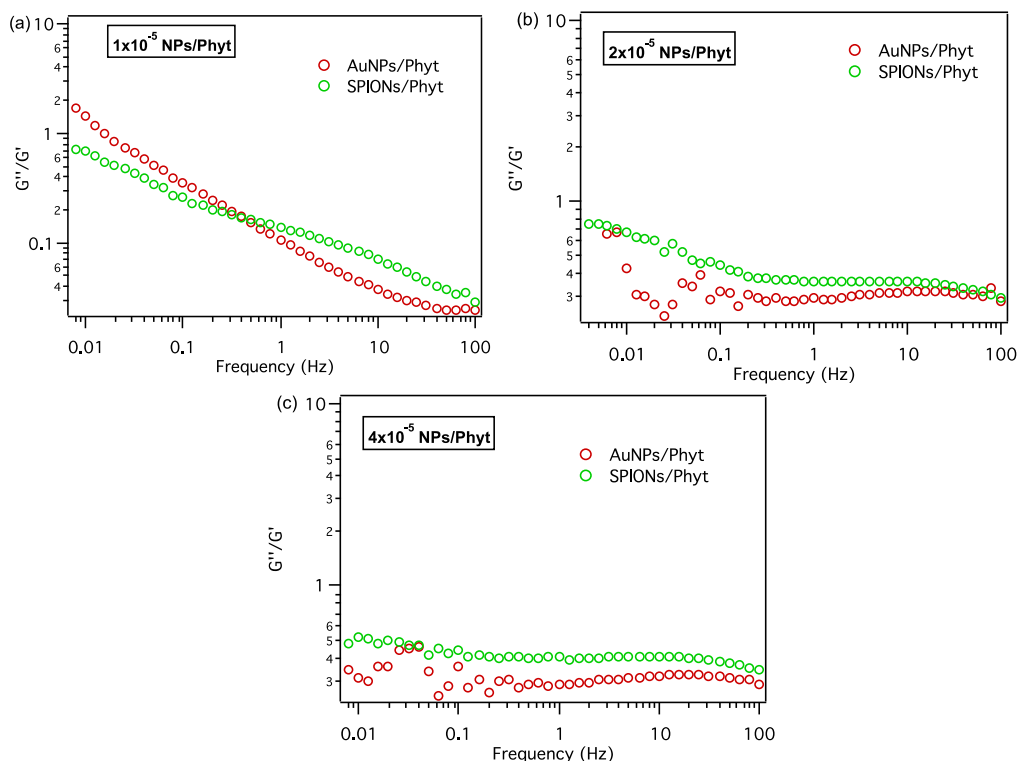 (a)
1x10⁻⁵ NPs/Phyt
AuNPs/Phyt
SPIONs/Phyt
10
6
4
2
1
6
4
2
0.1
6
4
G''/G'
0.01 0.1 1 10 100
Frequency (Hz)
(b)
2x10⁻⁵ NPs/Phyt
AuNPs/Phyt
SPIONs/Phyt
10
6
5
4
3
2
1
6
5
4
3
G''/G'
0.01 0.1 1 10 100
Frequency (Hz)
(c)
4x10⁻⁵ NPs/Phyt
AuNPs/Phyt
SPIONs/Phyt
10
6
5
4
3
2
1
6
5
4
3
G''/G'
0.01 0.1 1 10 100
Frequency (Hz)